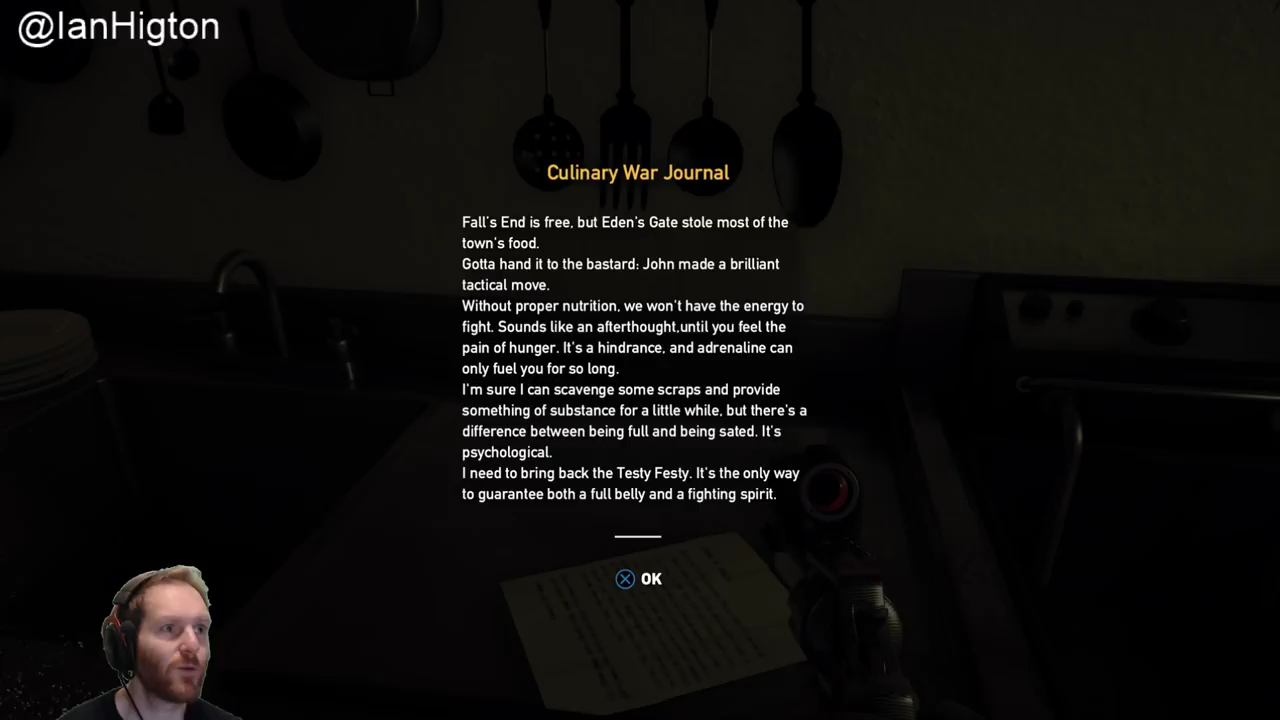 @IanHigton
Culinary War Journal
Fall's End is free, but Eden's Gate stole most of the
town's food.
Gotta hand it to the bastard: John made a brilliant
tactical move.
Without proper nutrition, we won't have the energy to
fight. Sounds like an afterthought,until you feel the
pain of hunger. It's a hindrance, and adrenaline can
only fuel you for so long.
I'm sure I can scavenge some scraps and provide
something of substance for a little while, but there's a
difference between being full and being sated. It's
psychological.
I need to bring back the Testy Festy. It's the only way
to guarantee both a full belly and a fighting spirit.
OK